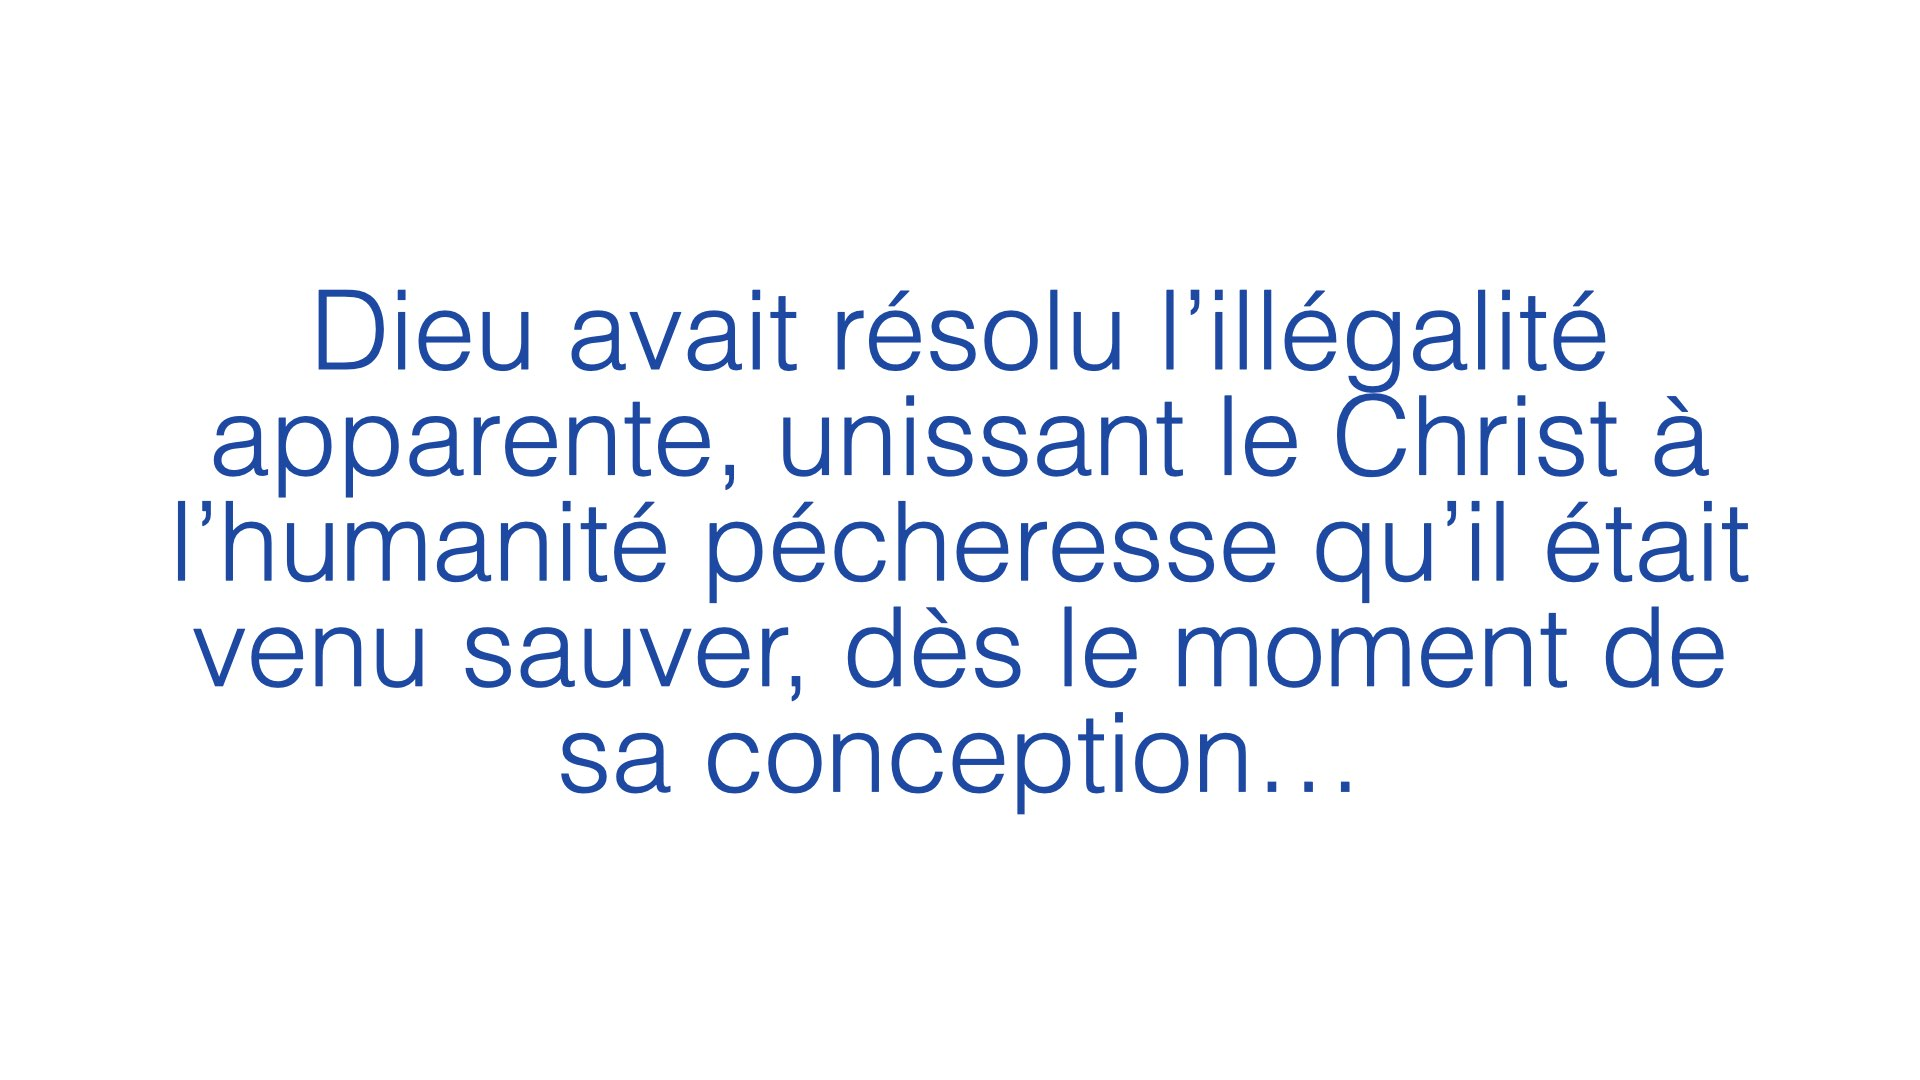 Dieu avait résolu l’illégalité
apparente, unissant le Christ à
l’humanité pécheresse qu’il était
venu sauver, dès le moment de
sa conception…